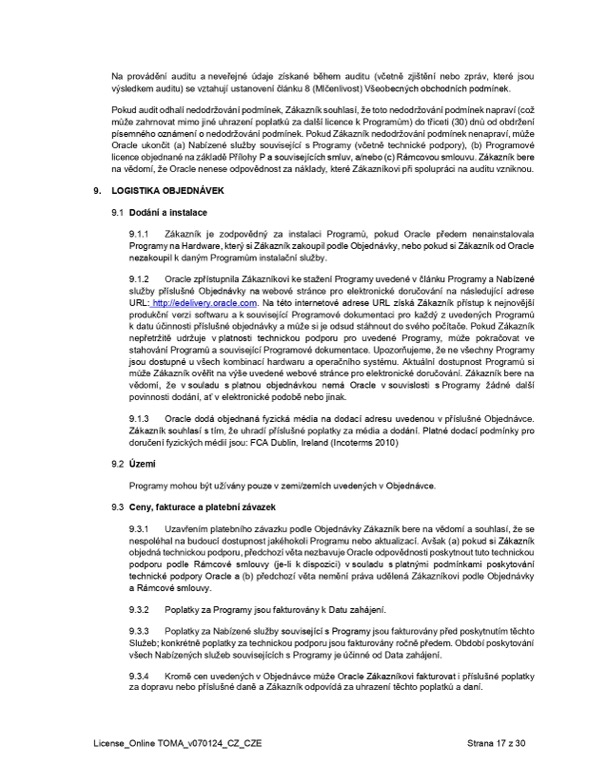 Na provádění auditu a neveřejné údaje získané během auditu (včetně zjištění nebo zpráv, které jsou
výsledkem auditu) se vztahují ustanovení článku 8 (Mlčenlivost) Všeobecných obchodních podmínek.
Pokud audit odhalí nedodržování podmínek, Zákazník souhlasí, že toto nedodržování podmínek napraví (což
může zahrnovat mimo jiné uhrazení poplatků za další licence k Programům) do třiceti (30) dnů od obdržení
písemného oznámení o nedodržování podmínek. Pokud Zákazník nedodržování podmínek nenapraví, může
Oracle ukončit (a) Nabízené služby související s Programy (včetně technické podpory), (b) Programové
licence objednané na základě Přílohy P a souvisejících smluv, a/nebo (c) Rámcovou smlouvu. Zákazník bere
na vědomí, že Oracle nenese odpovědnost za náklady, které Zákazníkovi při spolupráci na auditu vzniknou.
9. LOGISTIKA OBJEDNÁVEK
9.1 Dodání a instalace
9.1.1 Zákazník je zodpovědný za instalaci Programů, pokud Oracle předem nenainstalovala
Programy na Hardware, který si Zákazník zakoupil podle Objednávky, nebo pokud si Zákazník od Oracle
nezakoupil k daným Programům instalační služby.
9.1.2 Oracle zpřístupnila Zákazníkovi ke stažení Programy uvedené v článku Programy a Nabízené
služby příslušné Objednávky na webové stránce pro elektronické doručování na následující adrese
URL: http://edelivery.oracle.com. Na této internetové adrese URL získá Zákazník přístup k nejnovější
produkční verzi softwaru a k související Programové dokumentaci pro každý z uvedených Programů
k datu účinnosti příslušné objednávky a může si je odsud stáhnout do svého počítače. Pokud Zákazník
nepřetržitě udržuje v platnosti technickou podporu pro uvedené Programy, může pokračovat ve
stahování Programů a související Programové dokumentace. Upozorňujeme, že ne všechny Programy
jsou dostupné u všech kombinací hardwaru a operačního systému. Aktuální dostupnost Programů si
může Zákazník ověřit na výše uvedené webové stránce pro elektronické doručování. Zákazník bere na
vědomí, že v souladu s platnou objednávkou nemá Oracle v souvislosti s Programy žádné další
povinnosti dodání, ať v elektronické podobě nebo jinak.
9.1.3 Oracle dodá objednaná fyzická média na dodací adresu uvedenou v příslušné Objednávce.
Zákazník souhlasí s tím, že uhradí příslušné poplatky za média a dodání. Platné dodací podmínky pro
doručení fyzických médií jsou: FCA Dublin, Ireland (Incoterms 2010)
9.2 Území
Programy mohou být užívány pouze v zemi/zemích uvedených v Objednávce.
9.3 Ceny, fakturace a platební závazek
9.3.1 Uzavřením platebního závazku podle Objednávky Zákazník bere na vědomí a souhlasí, že se
nespoléhal na budoucí dostupnost jakéhokoli Programu nebo aktualizací. Avšak (a) pokud si Zákazník
objedná technickou podporu, předchozí věta nezbavuje Oracle odpovědnosti poskytnout tuto technickou
podporu podle Rámcové smlouvy (je-li k dispozici) v souladu s platnými podmínkami poskytování
technické podpory Oracle a (b) předchozí věta nemění práva udělená Zákazníkovi podle Objednávky
a Rámcové smlouvy.
9.3.2 Poplatky za Programy jsou fakturovány k Datu zahájení.
9.3.3 Poplatky za Nabízené služby související s Programy jsou fakturovány před poskytnutím těchto
Služeb; konkrétně poplatky za technickou podporu jsou fakturovány ročně předem. Období poskytování
všech Nabízených služeb souvisejících s Programy je účinné od Data zahájení.
9.3.4 Kromě cen uvedených v Objednávce může Oracle Zákazníkovi fakturovat i příslušné poplatky
za dopravu nebo příslušné daně a Zákazník odpovídá za uhrazení těchto poplatků a daní.
License_Online TOMA_v070124_CZ_CZE Strana 17 z 30